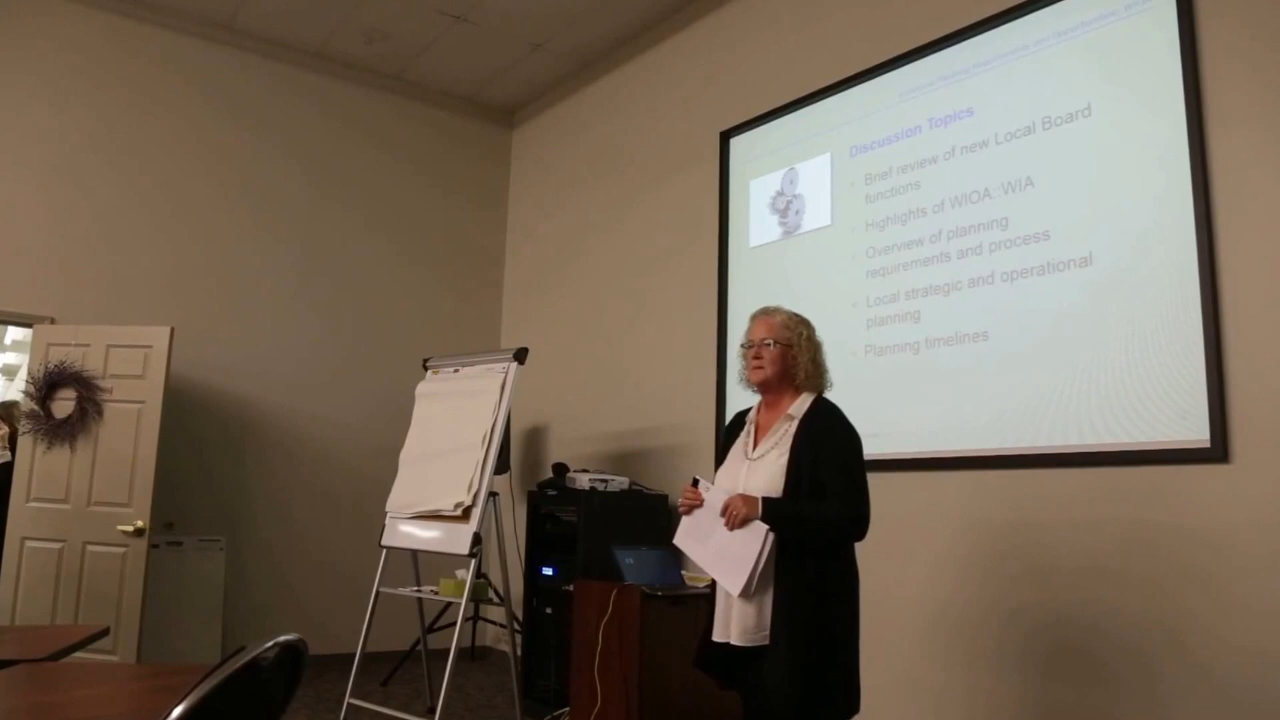 Discussion Topics
Brief review of new Local Board
functions
Highlights of WIOA::WIA
Overview of planning
requirements and process
Local strategic and operational
planning
Planning timelines